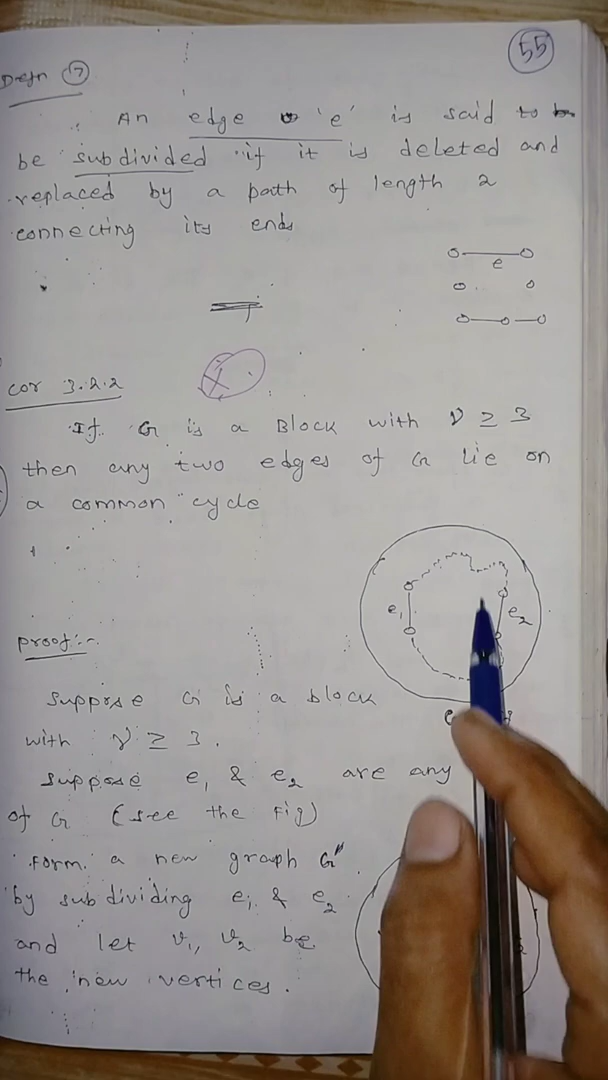 55
Defn 17
An edge 'e' is said to
be subdivided if it is deleted and
replaced by a path of length 2
connecting its ends
e
Cor 3.2.2
If G is a Block with ν ≥ 3
then any two edges of G lie on
a common cycle
e₁
e₂
proof:-
Suppose G is a block
with ν ≥ 3.
Suppose e₁ & e₂ are any
of G (see the Fig)
Form a new graph G'
by subdividing e₁ & e₂
and let v₁, v₂ be
the new vertices.